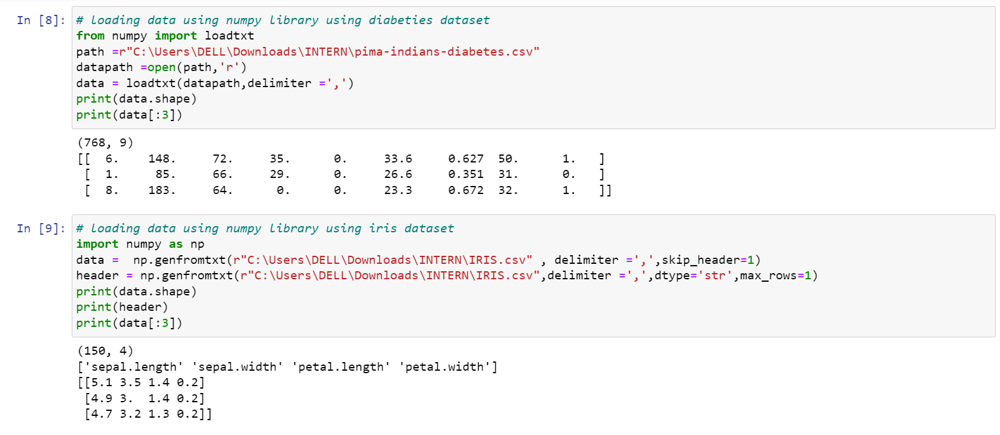 In [8]: # loading data using numpy library using diabeties dataset
from numpy import loadtxt
path =r"C:\Users\DELL\Downloads\INTERN\pima-indians-diabetes.csv"
datapath =open(path,'r')
data = loadtxt(datapath,delimiter =',')
print(data.shape)
print(data[:3])
(768, 9)
[[  6.    148.     72.     35.      0.     33.6     0.627  50.      1.   ]
 [  1.     85.     66.     29.      0.     26.6     0.351  31.      0.   ]
 [  8.    183.     64.      0.      0.     23.3     0.672  32.      1.   ]]
In [9]: # loading data using numpy library using iris dataset
import numpy as np
data =  np.genfromtxt(r"C:\Users\DELL\Downloads\INTERN\IRIS.csv" , delimiter =',',skip_header=1)
header = np.genfromtxt(r"C:\Users\DELL\Downloads\INTERN\IRIS.csv",delimiter =',',dtype='str',max_rows=1)
print(data.shape)
print(header)
print(data[:3])
(150, 4)
['sepal.length' 'sepal.width' 'petal.length' 'petal.width']
[[5.1 3.5 1.4 0.2]
 [4.9 3.  1.4 0.2]
 [4.7 3.2 1.3 0.2]]